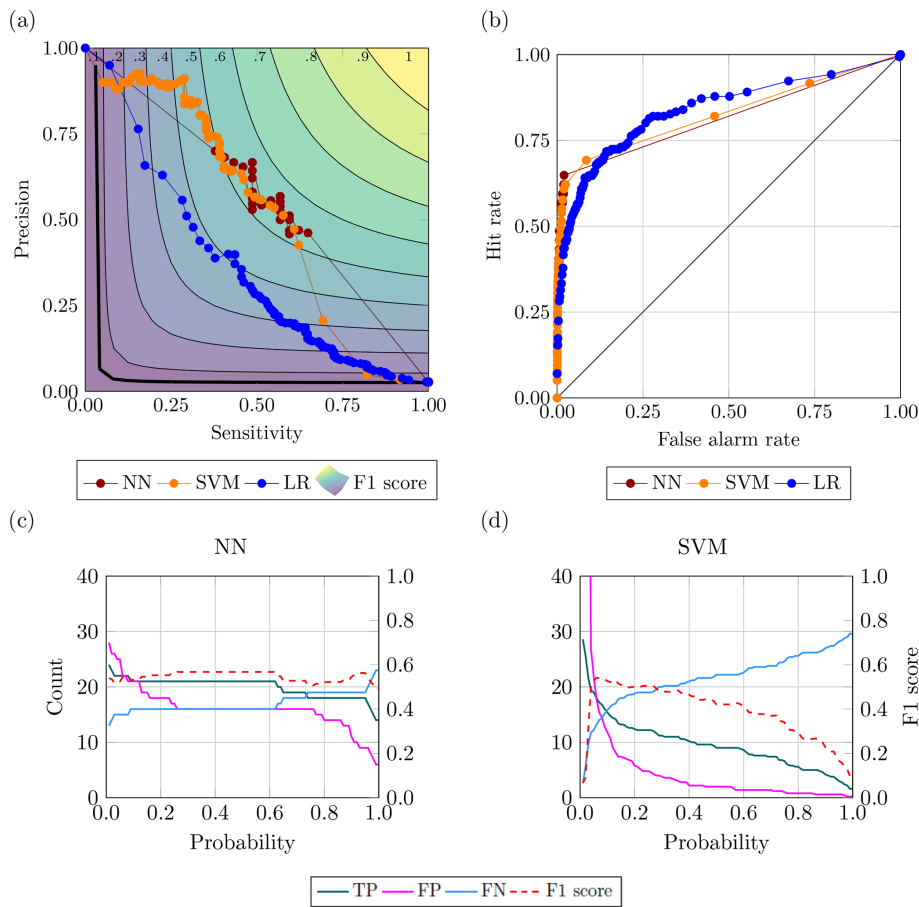 (a)
(b)
.1 .2 .3 .4 .5 .6 .7 .8 .9 1
1.00
0.75
0.50
0.25
0.00
Precision
0.00 0.25 0.50 0.75 1.00
Sensitivity
1.00
0.75
0.50
0.25
0.00
Hit rate
0.00 0.25 0.50 0.75 1.00
False alarm rate
NN SVM LR F1 score
NN SVM LR
(c)
(d)
NN
40
30
20
10
0
Count
1.0
0.8
0.6
0.4
0.2
0.0
0.0 0.2 0.4 0.6 0.8 1.0
Probability
SVM
40
30
20
10
0
1.0
0.8
0.6
0.4
0.2
0.0
F1 score
0.0 0.2 0.4 0.6 0.8 1.0
Probability
TP FP FN F1 score